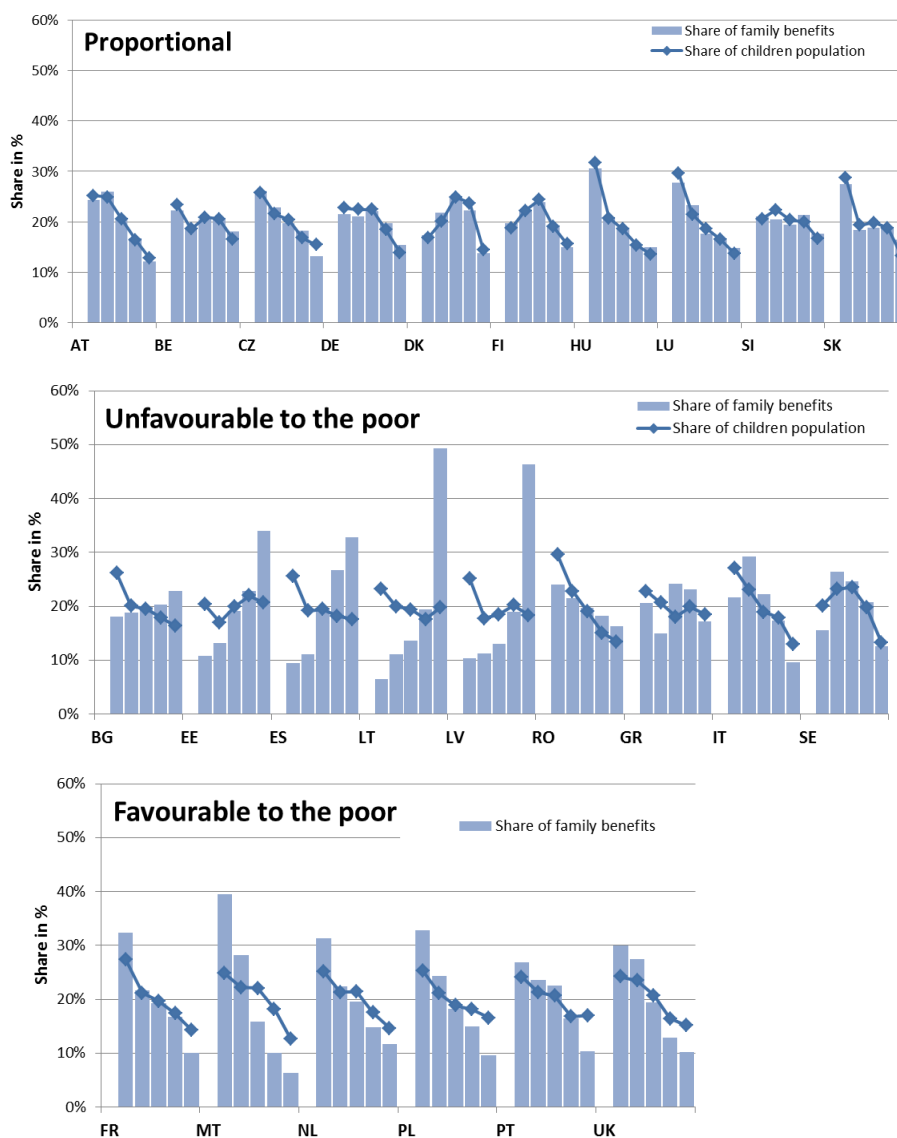 60%
Proportional
Share of family benefits
Share of children population
50%
40%
30%
20%
10%
0%
Share in %
AT BE CZ DE DK FI HU LU SI SK
60%
Unfavourable to the poor
Share of family benefits
Share of children population
50%
40%
30%
20%
10%
0%
Share in %
BG EE ES LT LV RO GR IT SE
60%
Favourable to the poor
Share of family benefits
50%
40%
30%
20%
10%
0%
Share in %
FR MT NL PL PT UK